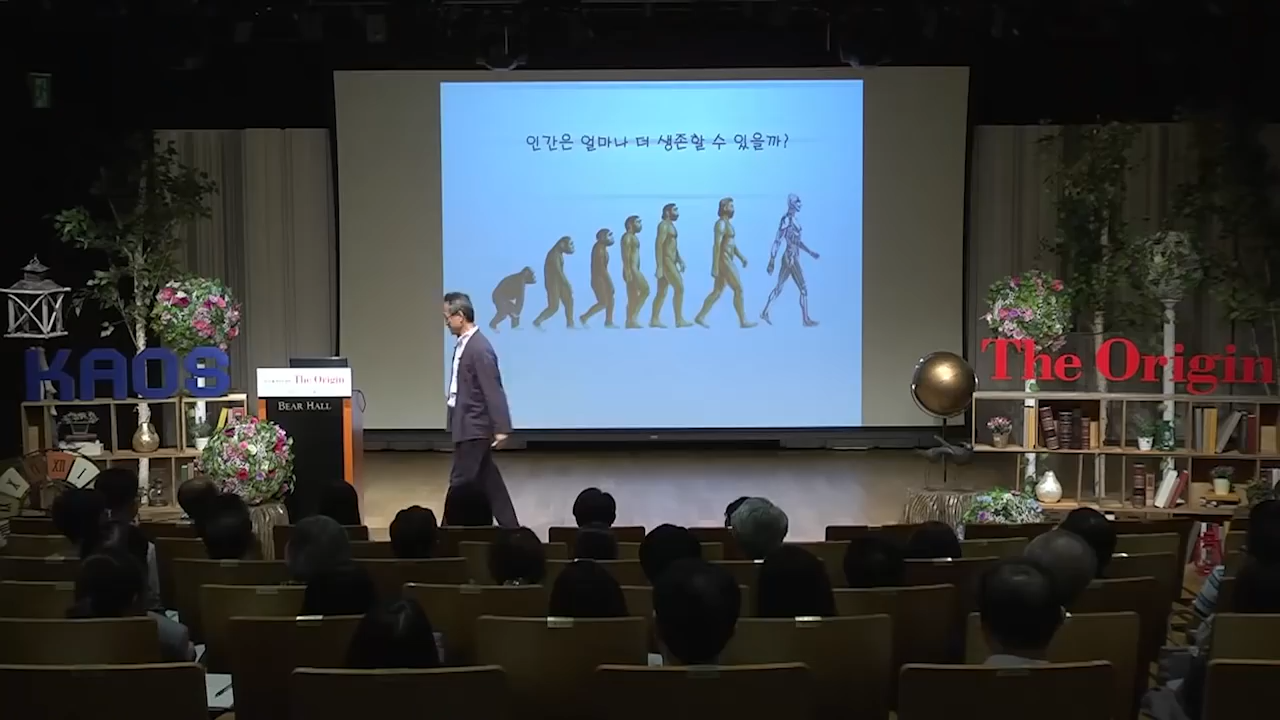 인간은 얼마나 더 생존할 수 있을까?
KAOS
The Origin
The Origin
BEAR HALL
XII